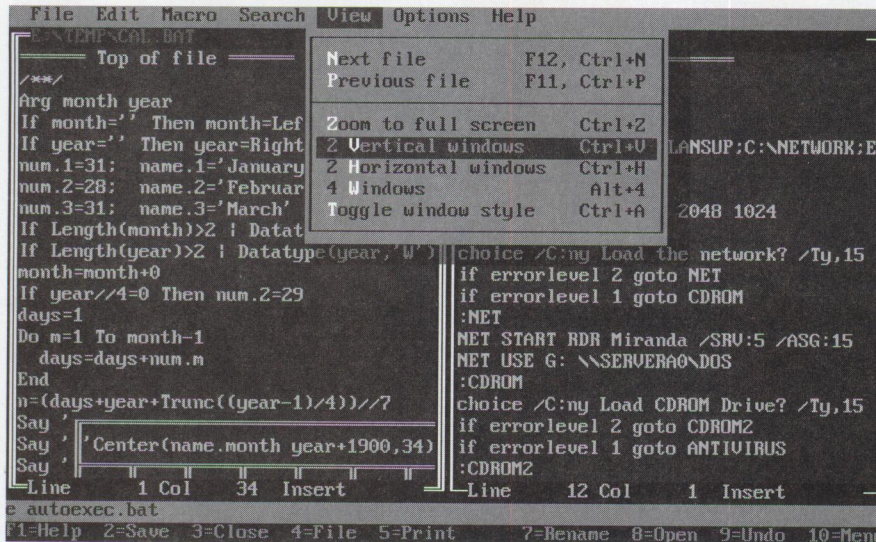 File Edit Macro Search View Options Help
E:\TEMP\CAL.BAT
Top of file
/**/
Arg month year
If month='' Then month=Lef
If year='' Then year=Right
num.1=31; name.1='January
num.2=28; name.2='Februar
num.3=31; name.3='March'
If Length(month)>2 | Datat
If Length(year)>2 | Datatype(year,'W')
month=month+0
If year//4=0 Then num.2=29
days=1
Do m=1 To month-1
days=days+num.m
End
n=(days+year+Trunc((year-1)/4))//7
Say '
Say ' 'Center(name.month year+1900,34)
Say '
Line 1 Col 34 Insert
Next file F12, Ctrl+N
Previous file F11, Ctrl+P
Zoom to full screen Ctrl+Z
2 Vertical windows Ctrl+V
2 Horizontal windows Ctrl+H
4 Windows Alt+4
Toggle window style Ctrl+A
LANSUP;C:\NETWORK;E
2048 1024
choice /C:ny Load the network? /Ty,15
if errorlevel 2 goto NET
if errorlevel 1 goto CDROM
:NET
NET START RDR Miranda /SRV:5 /ASG:15
NET USE G: \\SERVERA0\DOS
:CDROM
choice /C:ny Load CDROM Drive? /Ty,15
if errorlevel 2 goto CDROM2
if errorlevel 1 goto ANTIVIRUS
:CDROM2
Line 12 Col 1 Insert
e autoexec.bat
F1=Help 2=Save 3=Close 4=File 5=Print 7=Rename 8=Open 9=Undo 10=Menu